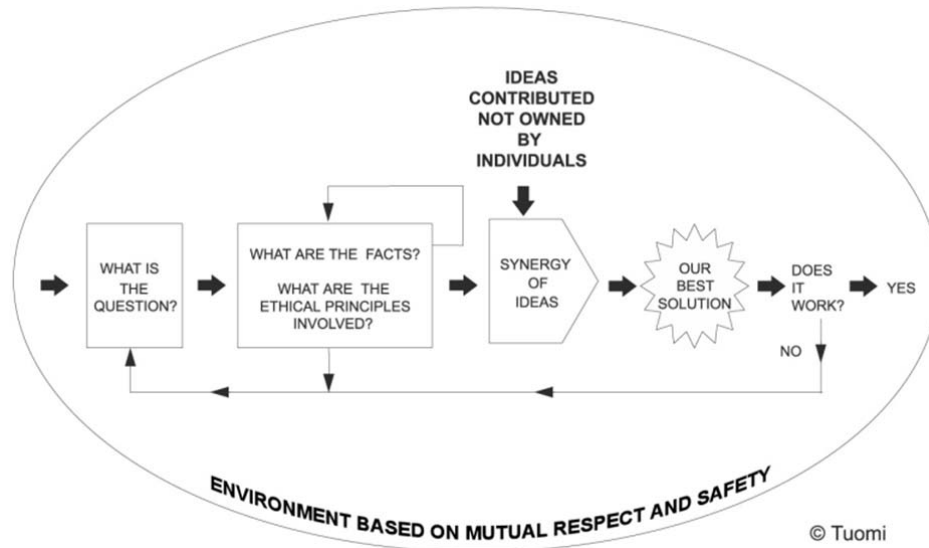 IDEAS
CONTRIBUTED
NOT OWNED
BY
INDIVIDUALS
WHAT IS
THE
QUESTION?
WHAT ARE THE FACTS?
WHAT ARE THE
ETHICAL PRINCIPLES
INVOLVED?
SYNERGY
OF
IDEAS
OUR
BEST
SOLUTION
DOES
IT
WORK?
YES
NO
ENVIRONMENT BASED ON MUTUAL RESPECT AND SAFETY
© Tuomi